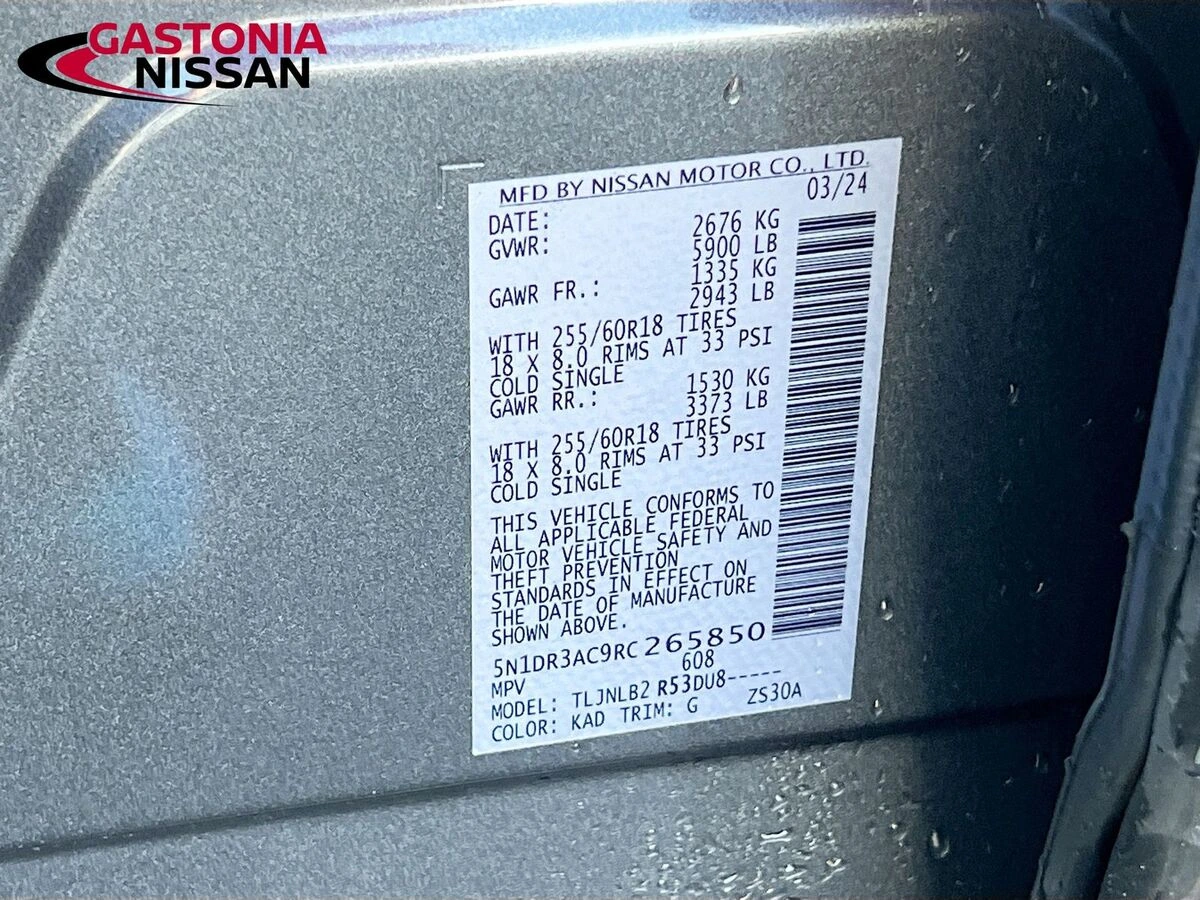 GASTONIA
NISSAN
MFD BY NISSAN MOTOR CO., LTD.
DATE: 03/24
GVWR: 2676 KG
5900 LB
GAWR FR.: 1335 KG
2943 LB
WITH 255/60R18 TIRES
18 X 8.0 RIMS AT 33 PSI
COLD SINGLE
GAWR RR.: 1530 KG
3373 LB
WITH 255/60R18 TIRES
18 X 8.0 RIMS AT 33 PSI
COLD SINGLE
THIS VEHICLE CONFORMS TO
ALL APPLICABLE FEDERAL
MOTOR VEHICLE SAFETY AND
THEFT PREVENTION
STANDARDS IN EFFECT ON
THE DATE OF MANUFACTURE
SHOWN ABOVE.
5N1DR3AC9RC265850
MPV 608
MODEL: TLJNLB2 R53DU8-----
COLOR: KAD TRIM: G ZS30A